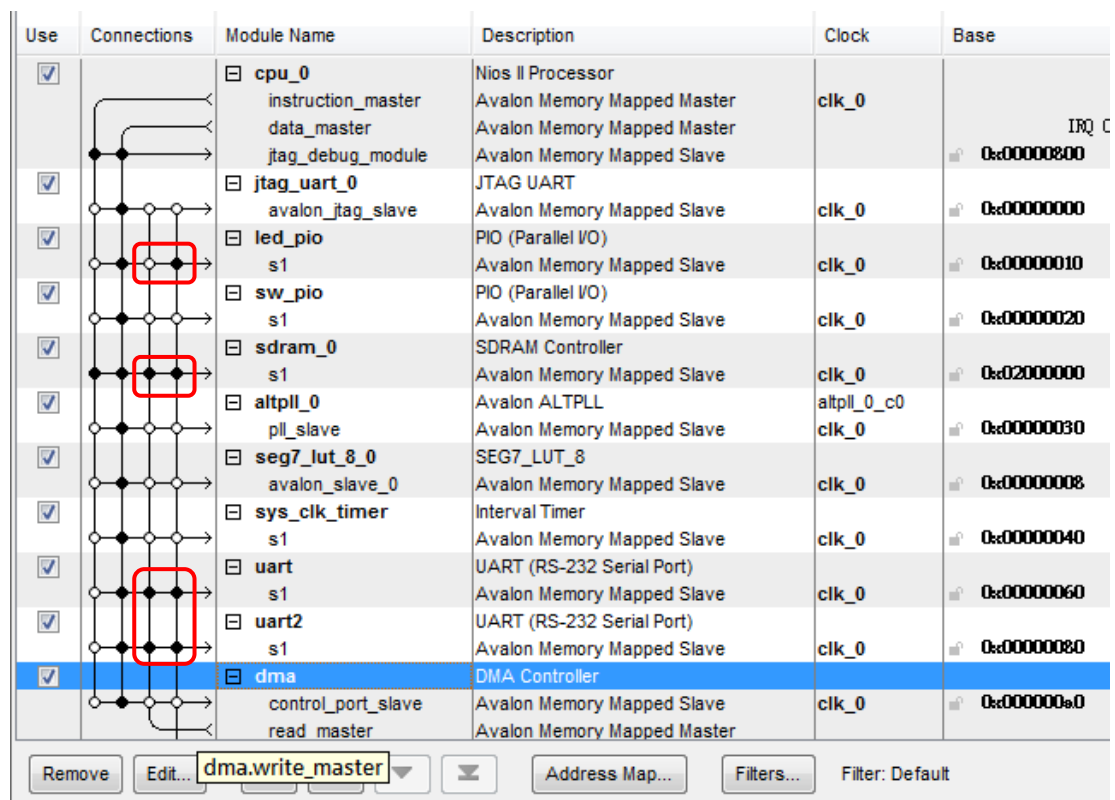 Use Connections Module Name Description Clock Base
cpu_0 Nios II Processor
instruction_master Avalon Memory Mapped Master clk_0
data_master Avalon Memory Mapped Master IRQ
jtag_debug_module Avalon Memory Mapped Slave 0x00000800
jtag_uart_0 JTAG UART
avalon_jtag_slave Avalon Memory Mapped Slave clk_0 0x00000000
led_pio PIO (Parallel I/O)
s1 Avalon Memory Mapped Slave clk_0 0x00000010
sw_pio PIO (Parallel I/O)
s1 Avalon Memory Mapped Slave clk_0 0x00000020
sdram_0 SDRAM Controller
s1 Avalon Memory Mapped Slave clk_0 0x02000000
altpll_0 Avalon ALTPLL altpll_0_c0
pll_slave Avalon Memory Mapped Slave clk_0 0x00000030
seg7_lut_8_0 SEG7_LUT_8
avalon_slave_0 Avalon Memory Mapped Slave clk_0 0x00000008
sys_clk_timer Interval Timer
s1 Avalon Memory Mapped Slave clk_0 0x00000040
uart UART (RS-232 Serial Port)
s1 Avalon Memory Mapped Slave clk_0 0x00000060
uart2 UART (RS-232 Serial Port)
s1 Avalon Memory Mapped Slave clk_0 0x00000080
dma DMA Controller
control_port_slave Avalon Memory Mapped Slave clk_0 0x000000a0
read_master Avalon Memory Mapped Master
Remove Edit... dma.write_master Address Map... Filters... Filter: Default